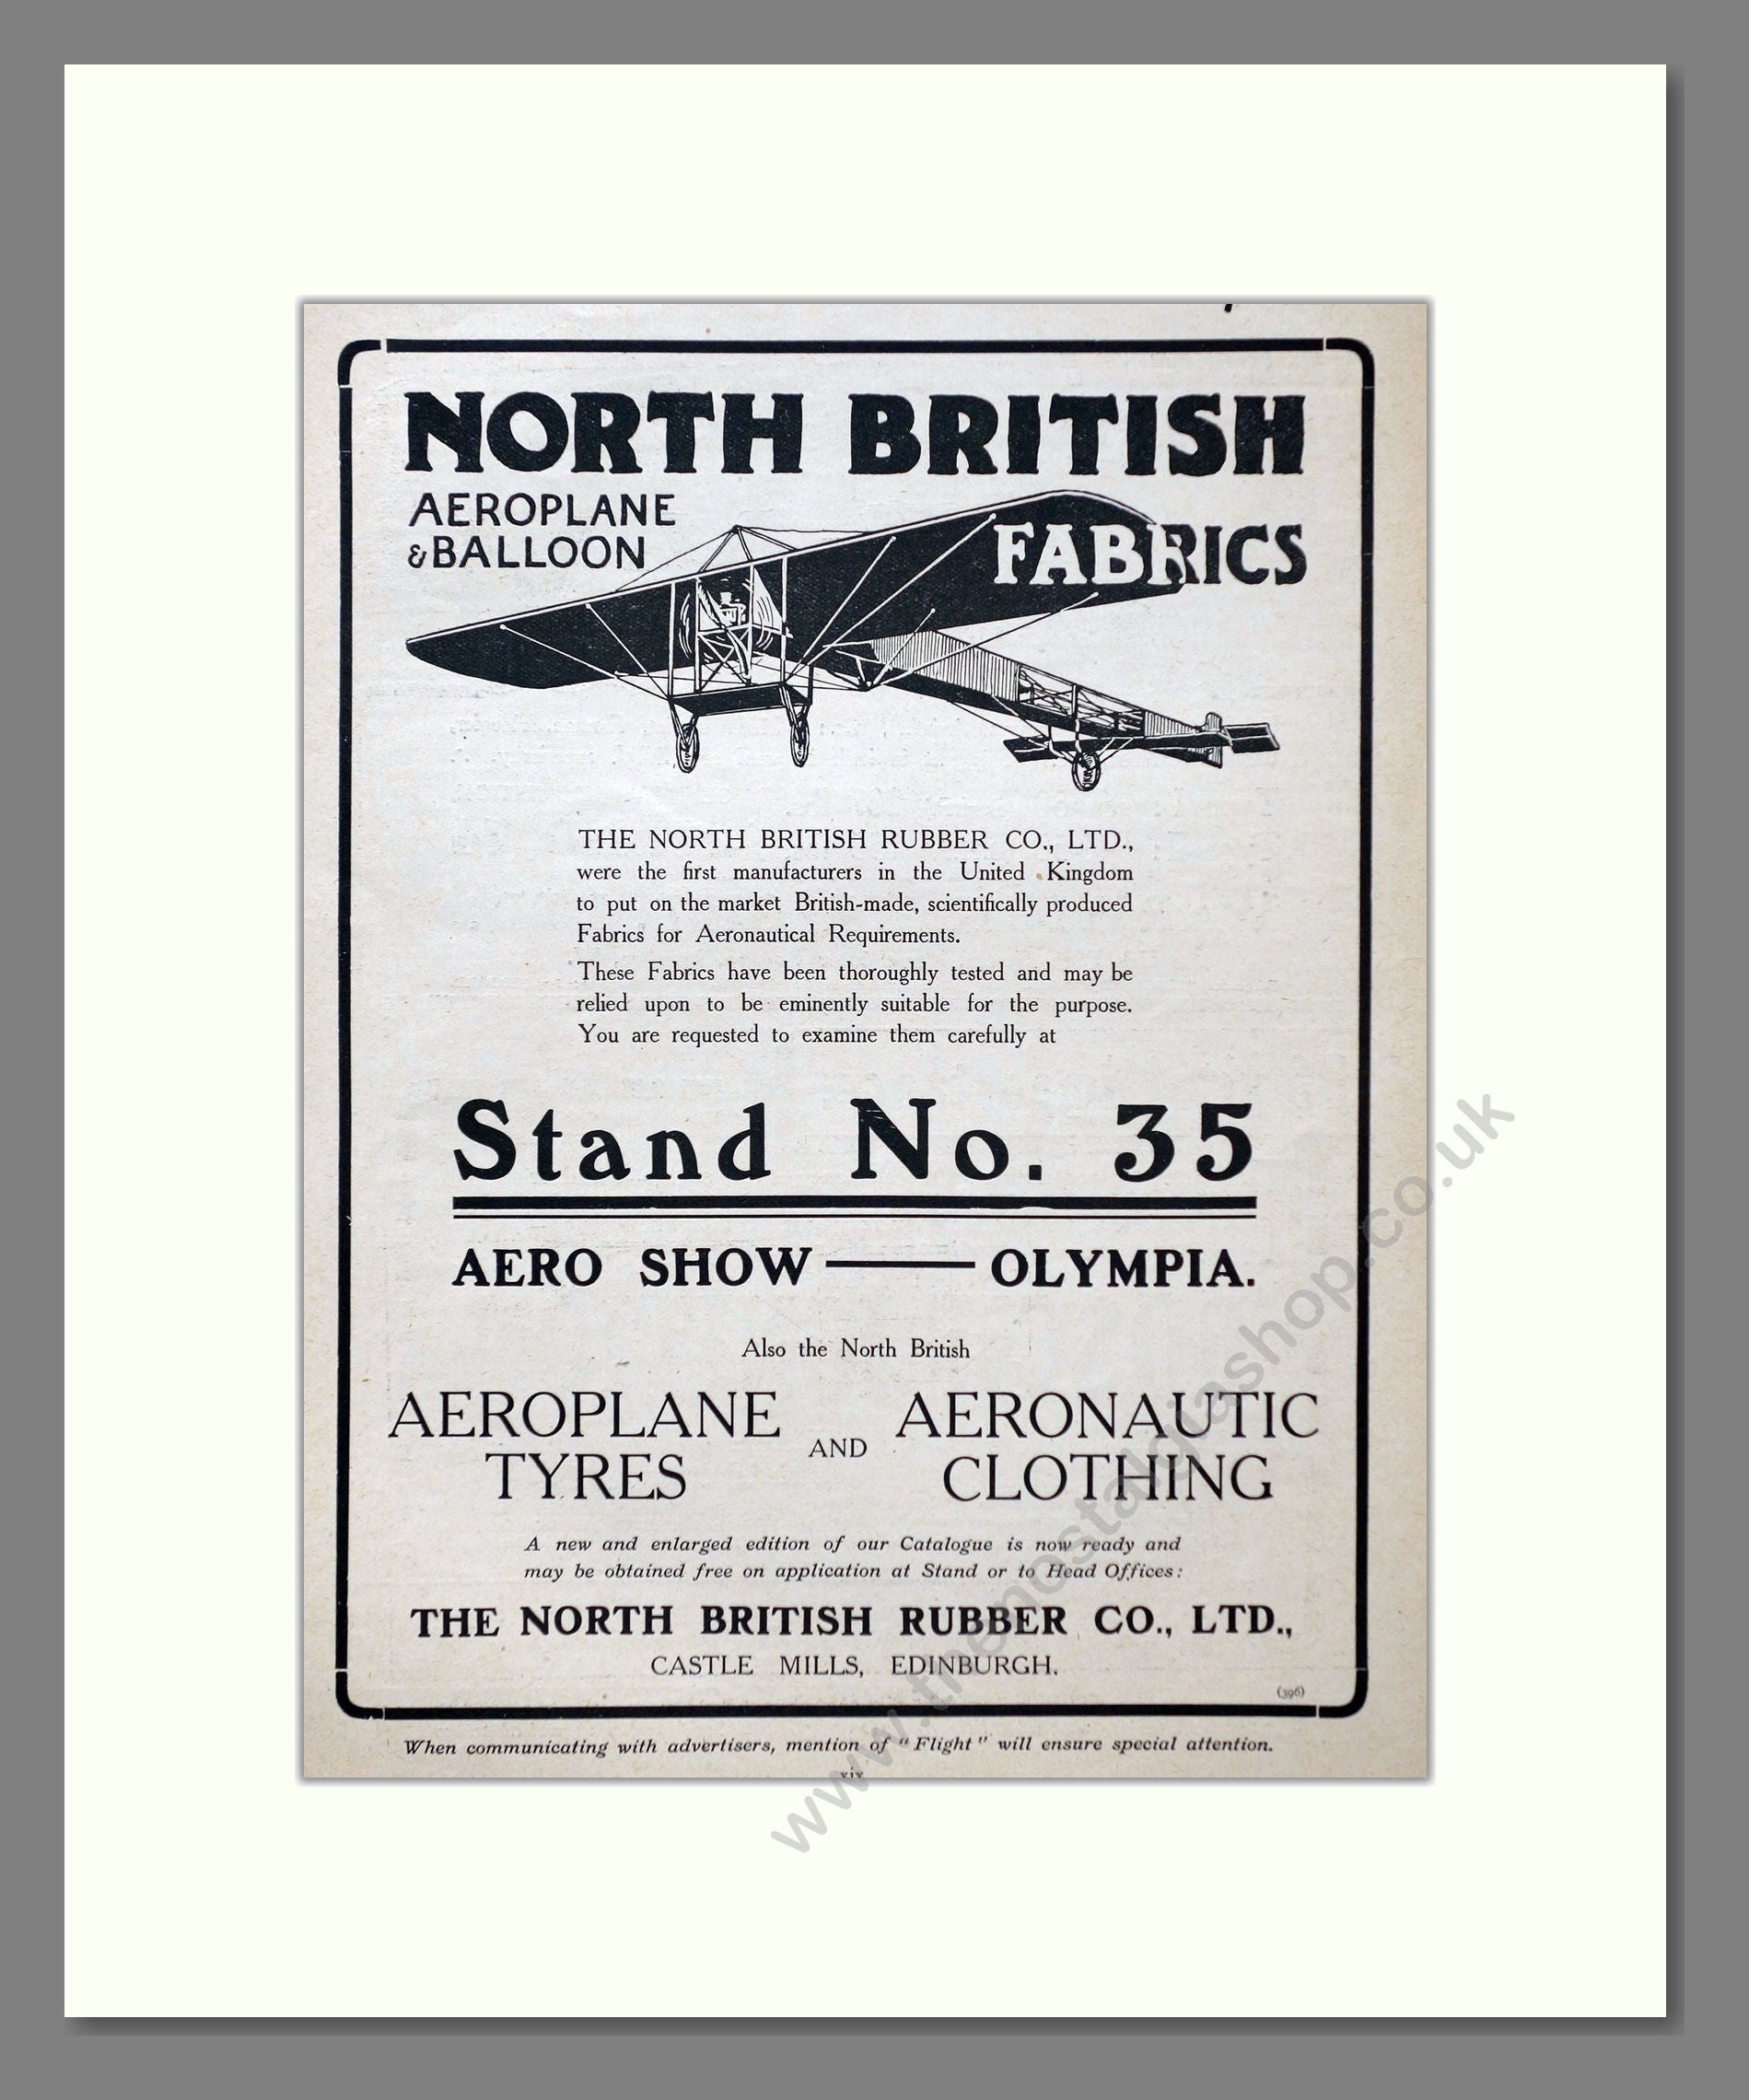 NORTH BRITISH
AEROPLANE
& BALLOON
FABRICS
THE NORTH BRITISH RUBBER CO., LTD.,
were the first manufacturers in the United Kingdom
to put on the market British-made, scientifically produced
Fabrics for Aeronautical Requirements.
These Fabrics have been thoroughly tested and may be
relied upon to be eminently suitable for the purpose.
You are requested to examine them carefully at
Stand No. 35
AERO SHOW — OLYMPIA.
Also the North British
AEROPLANE
TYRES
AND
AERONAUTIC
CLOTHING
A new and enlarged edition of our Catalogue is now ready and
may be obtained free on application at Stand or to Head Offices:
THE NORTH BRITISH RUBBER CO., LTD.,
CASTLE MILLS, EDINBURGH.
(396)
When communicating with advertisers, mention of "Flight" will ensure special attention.
xix
www.thenostalgiashop.co.uk